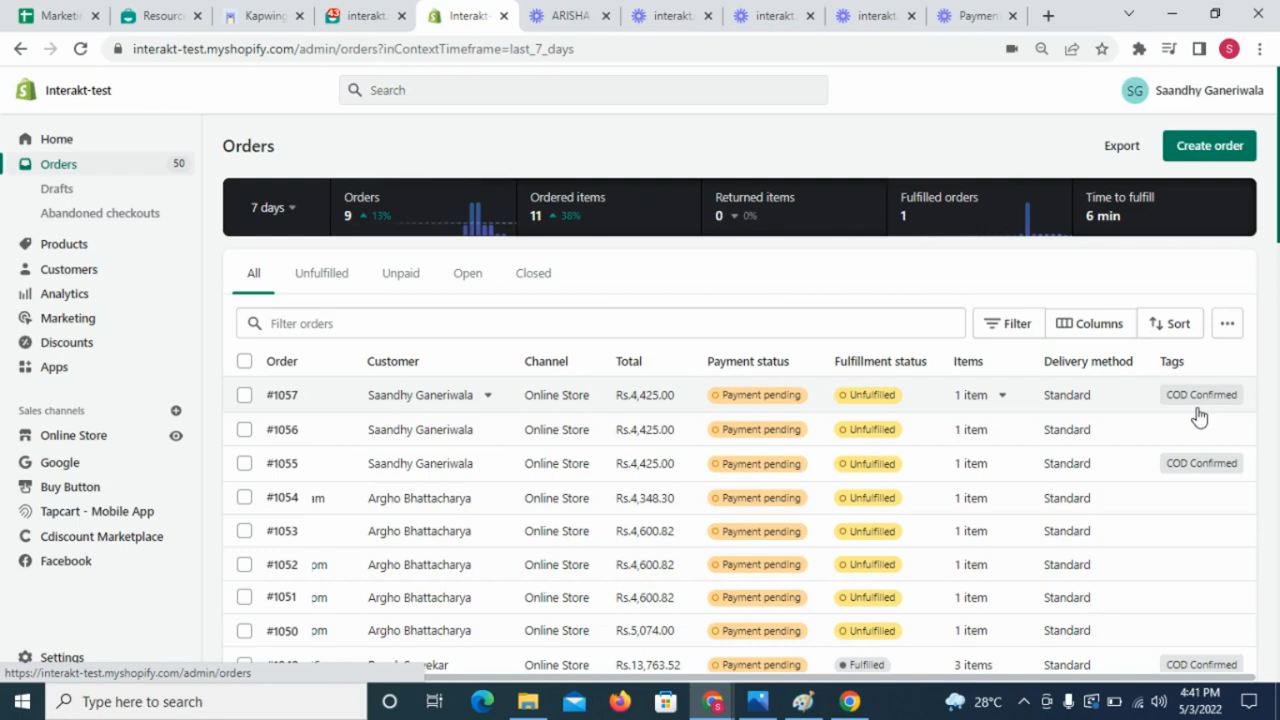 Marketi
Resourc
Kapwing
43
interakt.
Interakt-
ARISHA
interakt.
interakt.
interakt.
Paymen
interakt-test.myshopify.com/admin/orders?inContextTimeframe=last_7_days
S
Interakt-test
Search
SG
Saandhy Ganeriwala
Home
Orders
50
Drafts
Abandoned checkouts
Products
Customers
Analytics
Marketing
Discounts
Apps
Sales channels
Online Store
Google
Buy Button
Tapcart - Mobile App
Cdiscount Marketplace
Facebook
Settings
Orders
Export
Create order
7 days
Orders
9 13%
Ordered items
11 38%
Returned items
0 0%
Fulfilled orders
1
Time to fulfill
6 min
All Unfulfilled Unpaid Open Closed
Filter orders
Filter
Columns
Sort
Order Customer Channel Total Payment status Fulfillment status Items Delivery method Tags
#1057 Saandhy Ganeriwala Online Store Rs.4,425.00 Payment pending Unfulfilled 1 item Standard COD Confirmed
#1056 Saandhy Ganeriwala Online Store Rs.4,425.00 Payment pending Unfulfilled 1 item Standard
#1055 Saandhy Ganeriwala Online Store Rs.4,425.00 Payment pending Unfulfilled 1 item Standard COD Confirmed
#1054 am Argho Bhattacharya Online Store Rs.4,348.30 Payment pending Unfulfilled 1 item Standard
#1053 Argho Bhattacharya Online Store Rs.4,600.82 Payment pending Unfulfilled 1 item Standard
#1052 pm Argho Bhattacharya Online Store Rs.4,600.82 Payment pending Unfulfilled 1 item Standard
#1051 pm Argho Bhattacharya Online Store Rs.4,600.82 Payment pending Unfulfilled 1 item Standard
#1050 pm Argho Bhattacharya Online Store Rs.5,074.00 Payment pending Unfulfilled 1 item Standard
Online Store Rs.13,763.52 Payment pending Fulfilled 3 items Standard COD Confirmed
https://interakt-test.myshopify.com/admin/orders
Type here to search
28°C
4:41 PM
5/3/2022